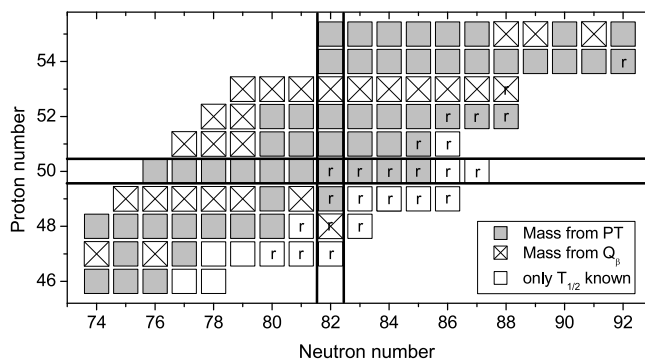 Proton number
54 r
r
52 r r r
r r
50 r r r r r r
r r r r r
48 r r r
r r r
46
Mass from PT
Mass from Qβ
only T1/2 known
74 76 78 80 82 84 86 88 90 92
Neutron number